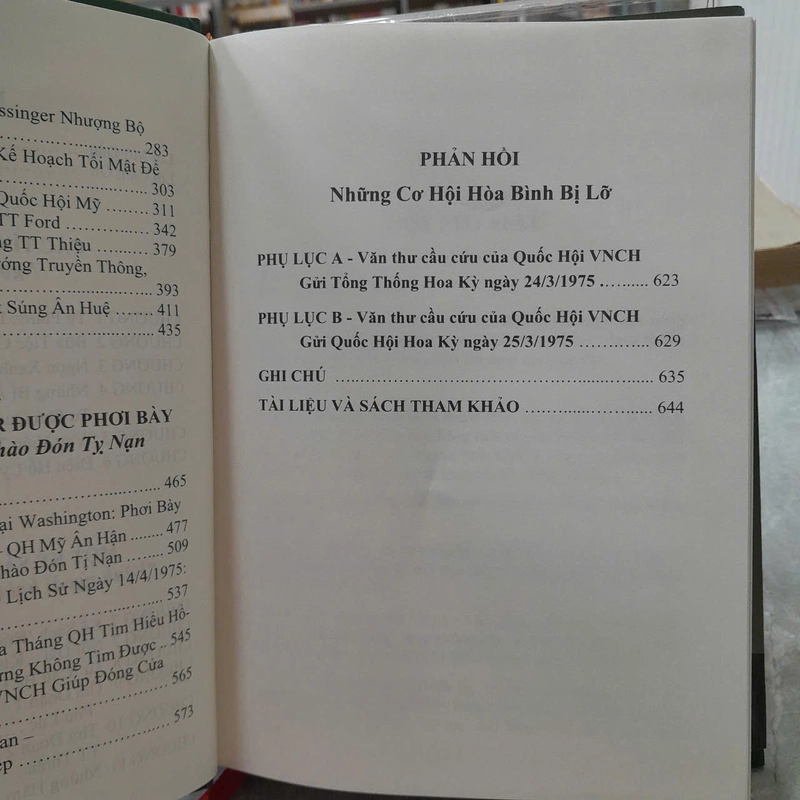 Nhượng Bộ
283
Kế Hoạch Tối Mật Để
303
Quốc Hội Mỹ ....... 311
TT Ford ................ 342
TT Thiệu ............ 379
Truyền Thông,
393
Súng Ân Huệ ....... 411
435
ĐƯỢC PHƠI BÀY
Đón Tỵ Nạn
465
Washington: Phơi Bày
QH Mỹ Ân Hận ........ 477
Đón Tị Nạn ........ 509
Lịch Sử Ngày 14/4/1975:
537
Tháng QH Tìm Hiểu Hồ-
Không Tìm Được .. 545
VNCH Giúp Đóng Cửa
565
573
PHẢN HỒI
Những Cơ Hội Hòa Bình Bị Lỡ
PHỤ LỤC A - Văn thư cầu cứu của Quốc Hội VNCH
Gửi Tổng Thống Hoa Kỳ ngày 24/3/1975 ........... 623
PHỤ LỤC B - Văn thư cầu cứu của Quốc Hội VNCH
Gửi Quốc Hội Hoa Kỳ ngày 25/3/1975 ............... 629
GHI CHÚ ............................................................ 635
TÀI LIỆU VÀ SÁCH THAM KHẢO ........................ 644